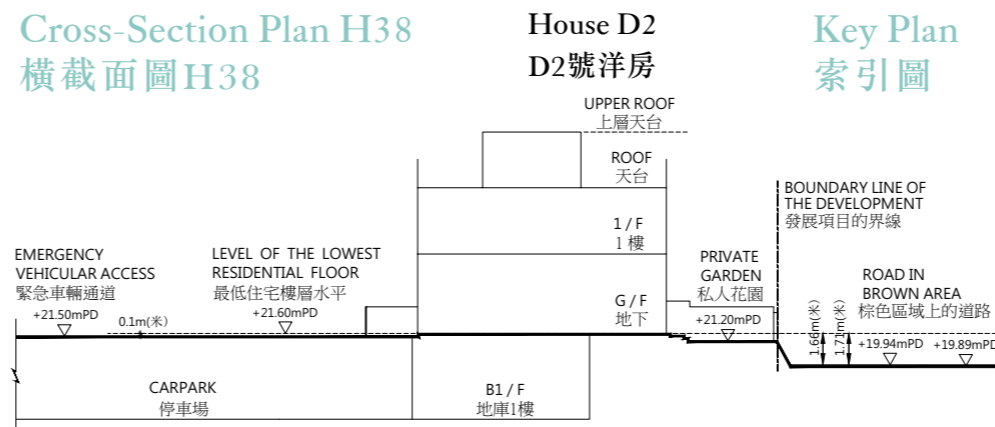 Cross-Section Plan H38
橫截面圖H38
House D2
D2號洋房
Key Plan
索引圖
UPPER ROOF
上層天台
ROOF
天台
1 / F
1 樓
G / F
地下
B1 / F
地庫1樓
EMERGENCY
VEHICULAR ACCESS
緊急車輛通道
+21.50mPD
0.1m(米)
LEVEL OF THE LOWEST
RESIDENTIAL FLOOR
最低住宅樓層水平
+21.60mPD
CARPARK
停車場
PRIVATE
GARDEN
私人花園
+21.20mPD
BOUNDARY LINE OF
THE DEVELOPMENT
發展項目的界線
ROAD IN
BROWN AREA
棕色區域上的道路
1.66m(米)
1.71m(米)
+19.94mPD
+19.89mPD